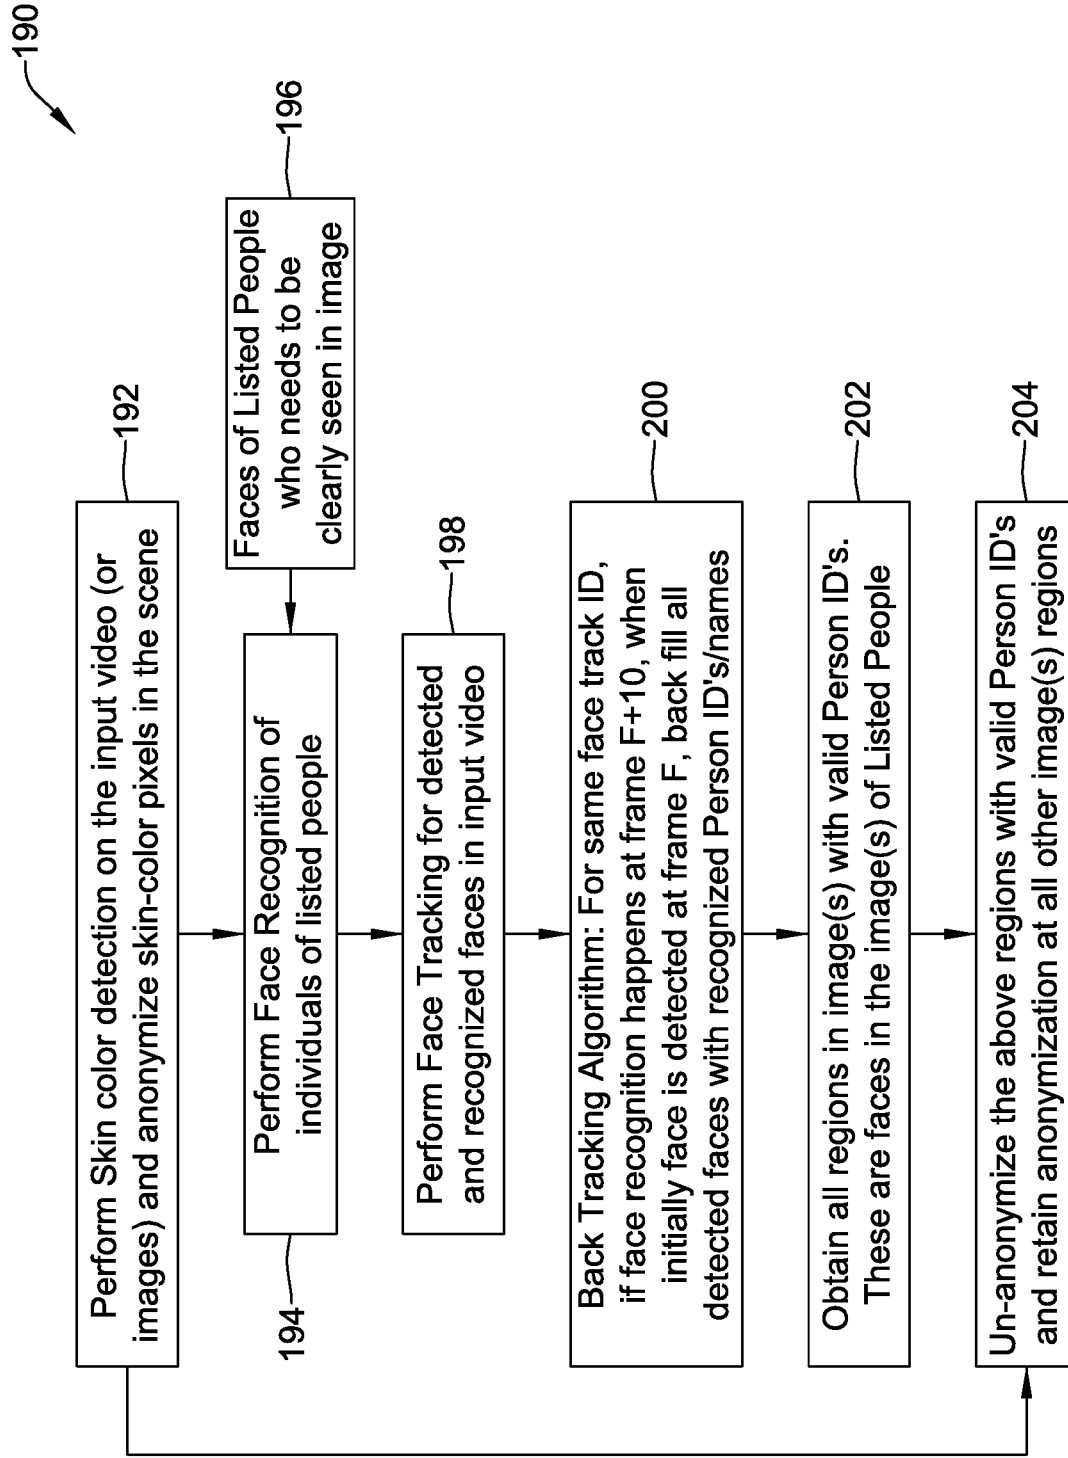 190
Perform Skin color detection on the input video (or
images) and anonymize skin-color pixels in the scene
192
Faces of Listed People
who needs to be
clearly seen in image
196
Perform Face Recognition of
individuals of listed people
194
Perform Face Tracking for detected
and recognized faces in input video
198
Back Tracking Algorithm: For same face track ID,
if face recognition happens at frame F+10, when
initially face is detected at frame F, back fill all
detected faces with recognized Person ID's/names
200
Obtain all regions in image(s) with valid Person ID's.
These are faces in the image(s) of Listed People
202
Un-anonymize the above regions with valid Person ID's
and retain anonymization at all other image(s) regions
204